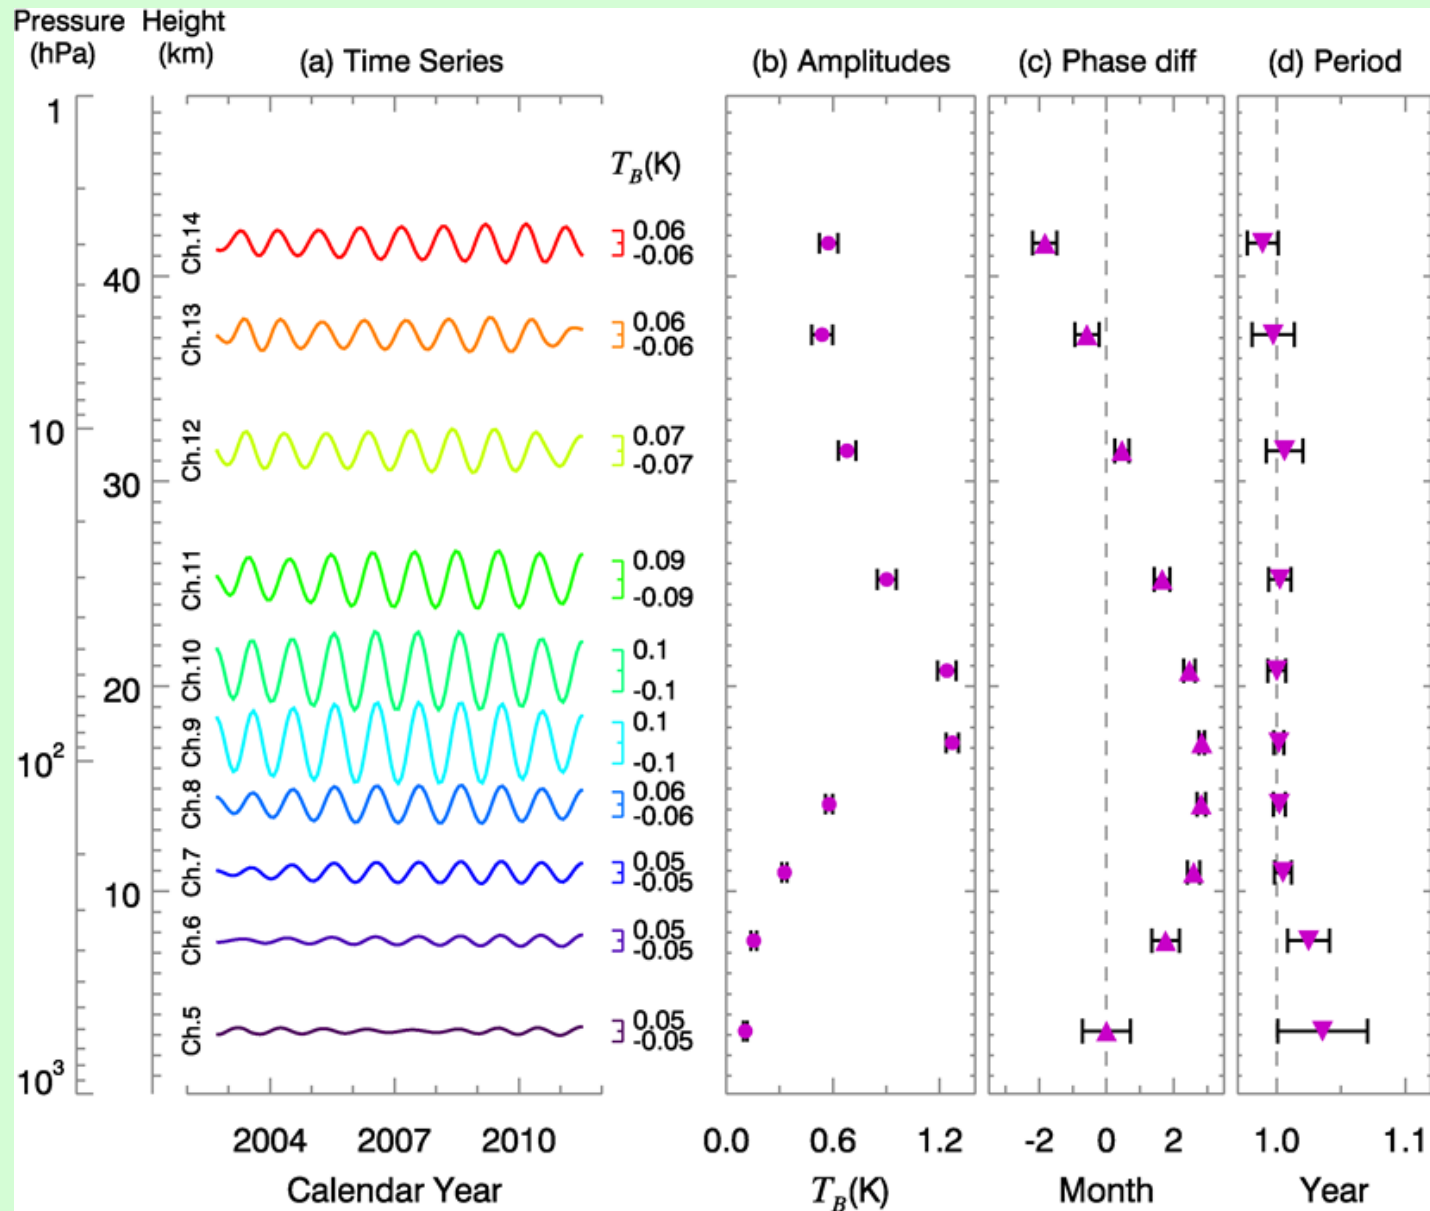 Pressure Height
(hPa) (km) (a) Time Series (b) Amplitudes (c) Phase diff (d) Period
1
T_B(K)
Ch.14 0.06
-0.06
40
Ch.13 0.06
-0.06
10
Ch.12 0.07
-0.07
30
Ch.11 0.09
-0.09
Ch.10 0.1
-0.1
20
Ch.9 0.1
-0.1
10²
Ch.8 0.06
-0.06
Ch.7 0.05
-0.05
10
Ch.6 0.05
-0.05
Ch.5 0.05
-0.05
10³
2004 2007 2010 0.0 0.6 1.2 -2 0 2 1.0 1.1
Calendar Year T_B(K) Month Year